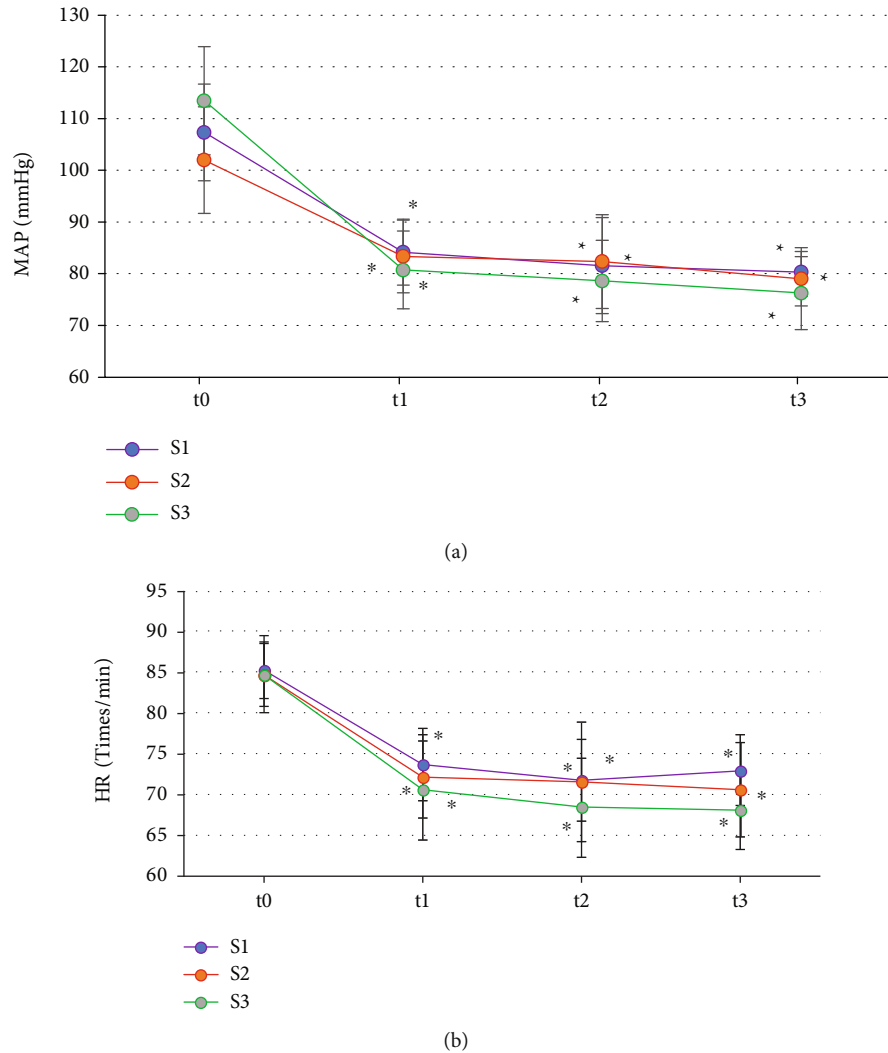 130
120
110
100
90
80
70
60
MAP (mmHg)
* * *
* * *
* * *
t0 t1 t2 t3
S1
S2
S3
(a)
95
90
85
80
75
70
65
60
HR (Times/min)
* * *
* * *
* * *
t0 t1 t2 t3
S1
S2
S3
(b)